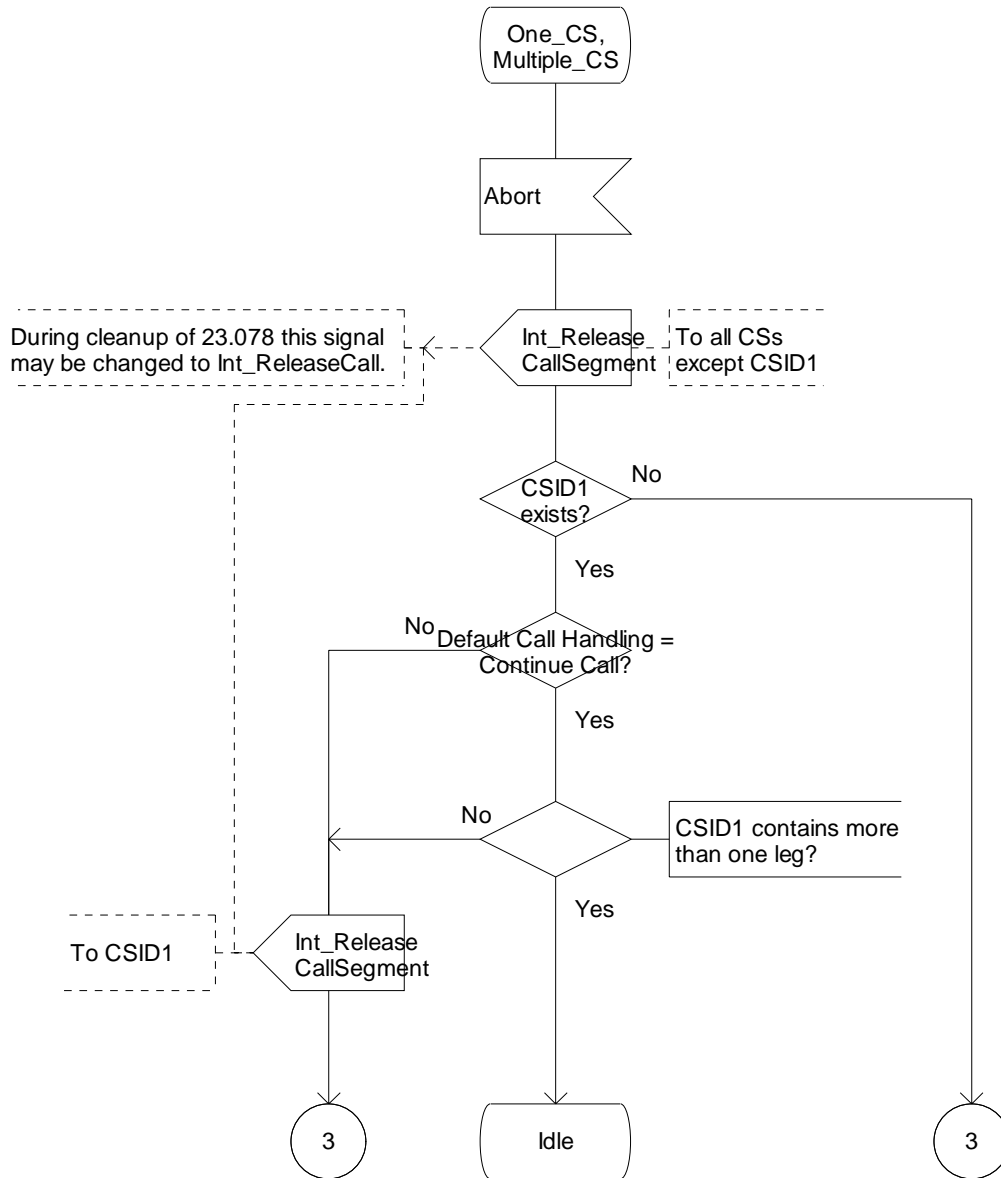 One_CS,
Multiple_CS
Abort
During cleanup of 23.078 this signal
may be changed to Int_ReleaseCall.
Int_Release
CallSegment
To all CSs
except CSID1
CSID1
exists?
No
Yes
No
Default Call Handling =
Continue Call?
Yes
No
CSID1 contains more
than one leg?
Yes
To CSID1
Int_Release
CallSegment
3
Idle
3